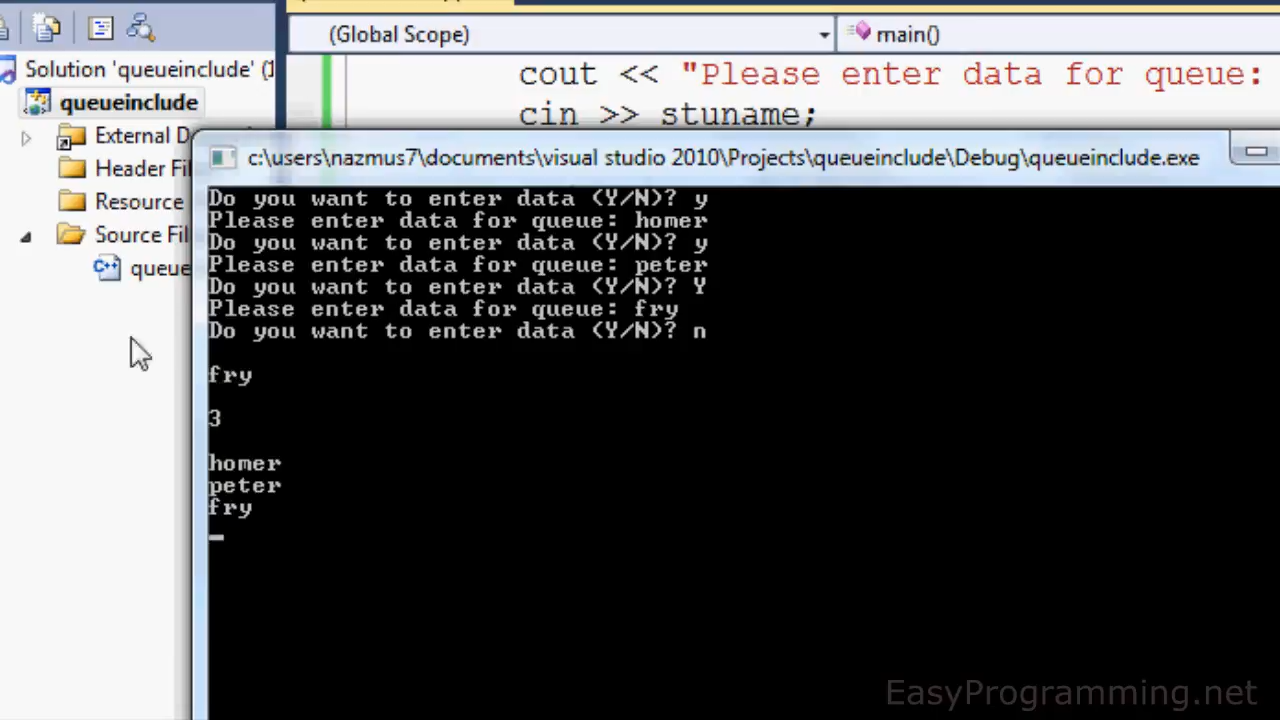 (Global Scope)
main()
Solution 'queueinclude' (1
cout << "Please enter data for queue:
queueinclude
cin >> stuname;
External D
c:\users\nazmus7\documents\visual studio 2010\Projects\queueinclude\Debug\queueinclude.exe
Header Fil
Resource
Source Fil
queue
Do you want to enter data (Y/N)? y
Please enter data for queue: homer
Do you want to enter data (Y/N)? y
Please enter data for queue: peter
Do you want to enter data (Y/N)? Y
Please enter data for queue: fry
Do you want to enter data (Y/N)? n
fry
3
homer
peter
fry
EasyProgramming.net